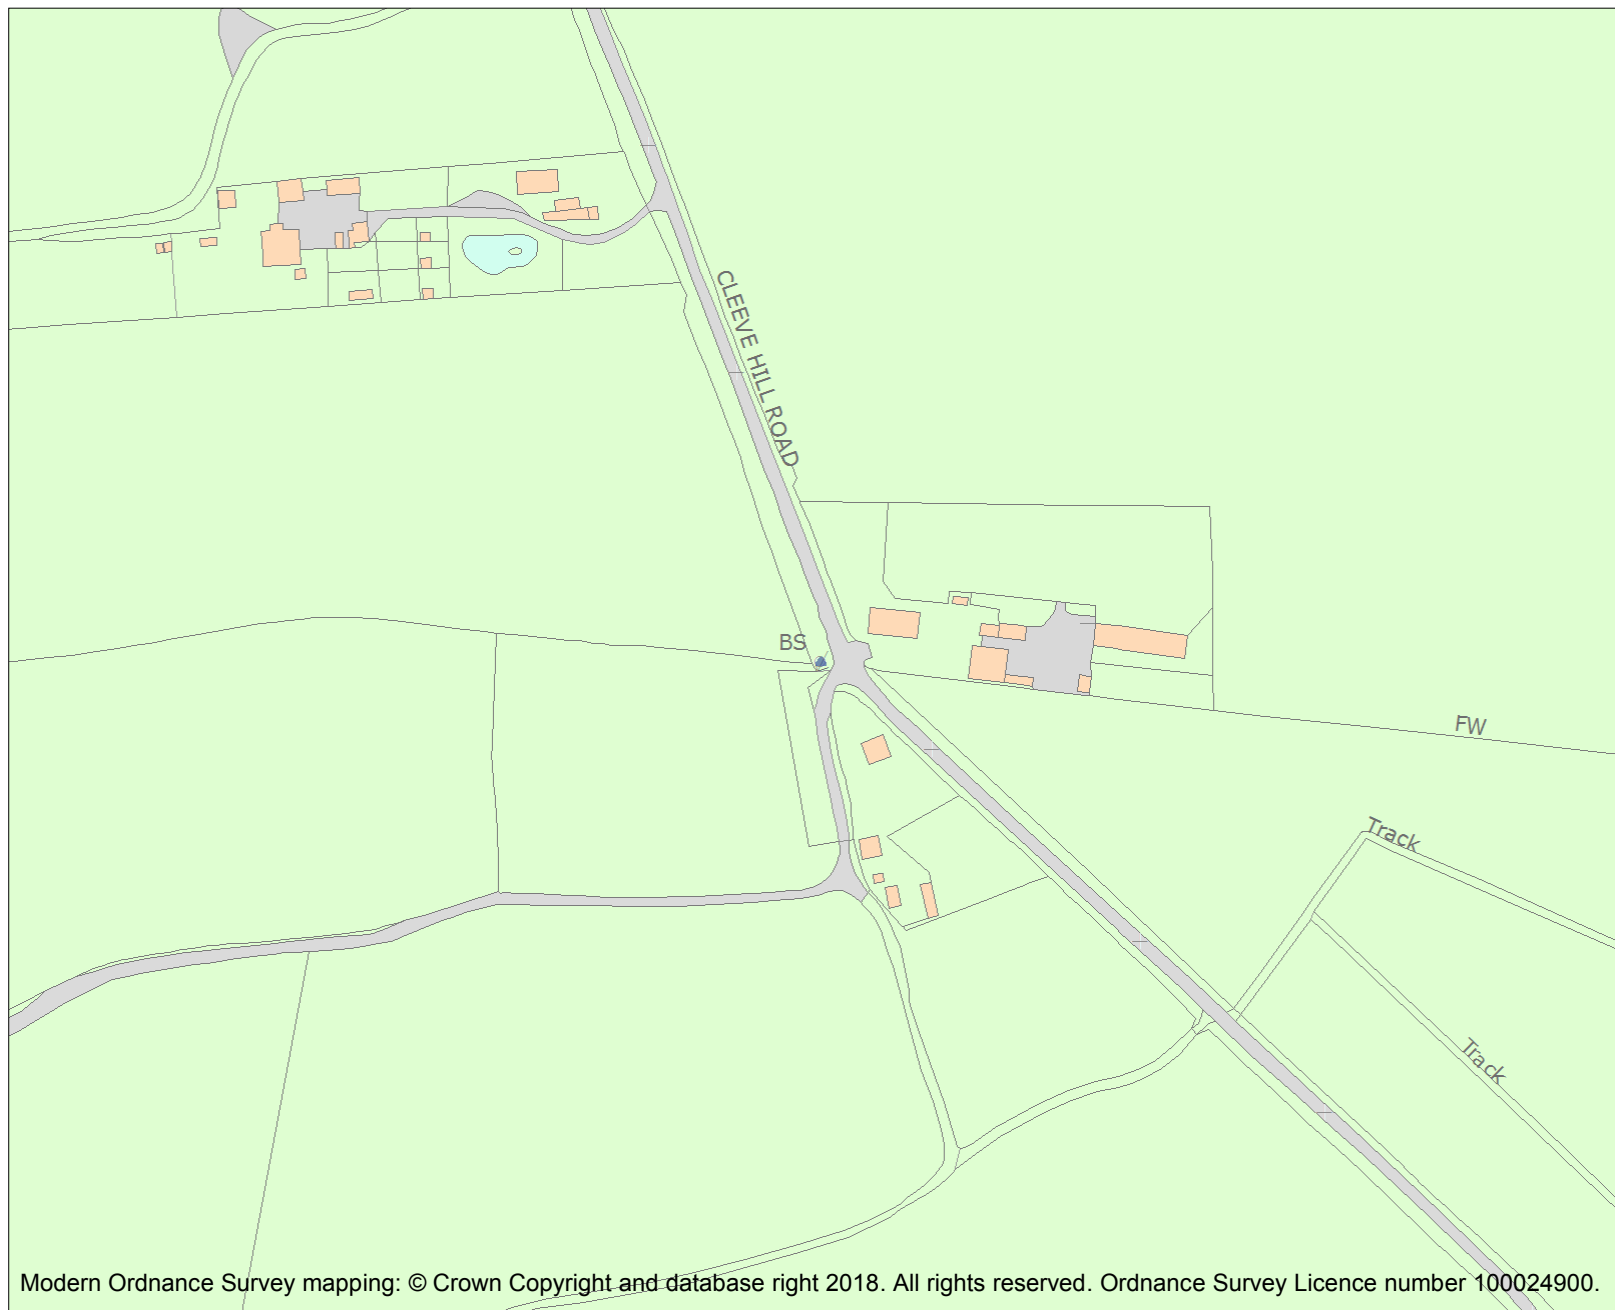 CLEEVE HILL ROAD
BS
FW
Track
Track
Modern Ordnance Survey mapping: © Crown Copyright and database right 2018. All rights reserved. Ordnance Survey Licence number 100024900.